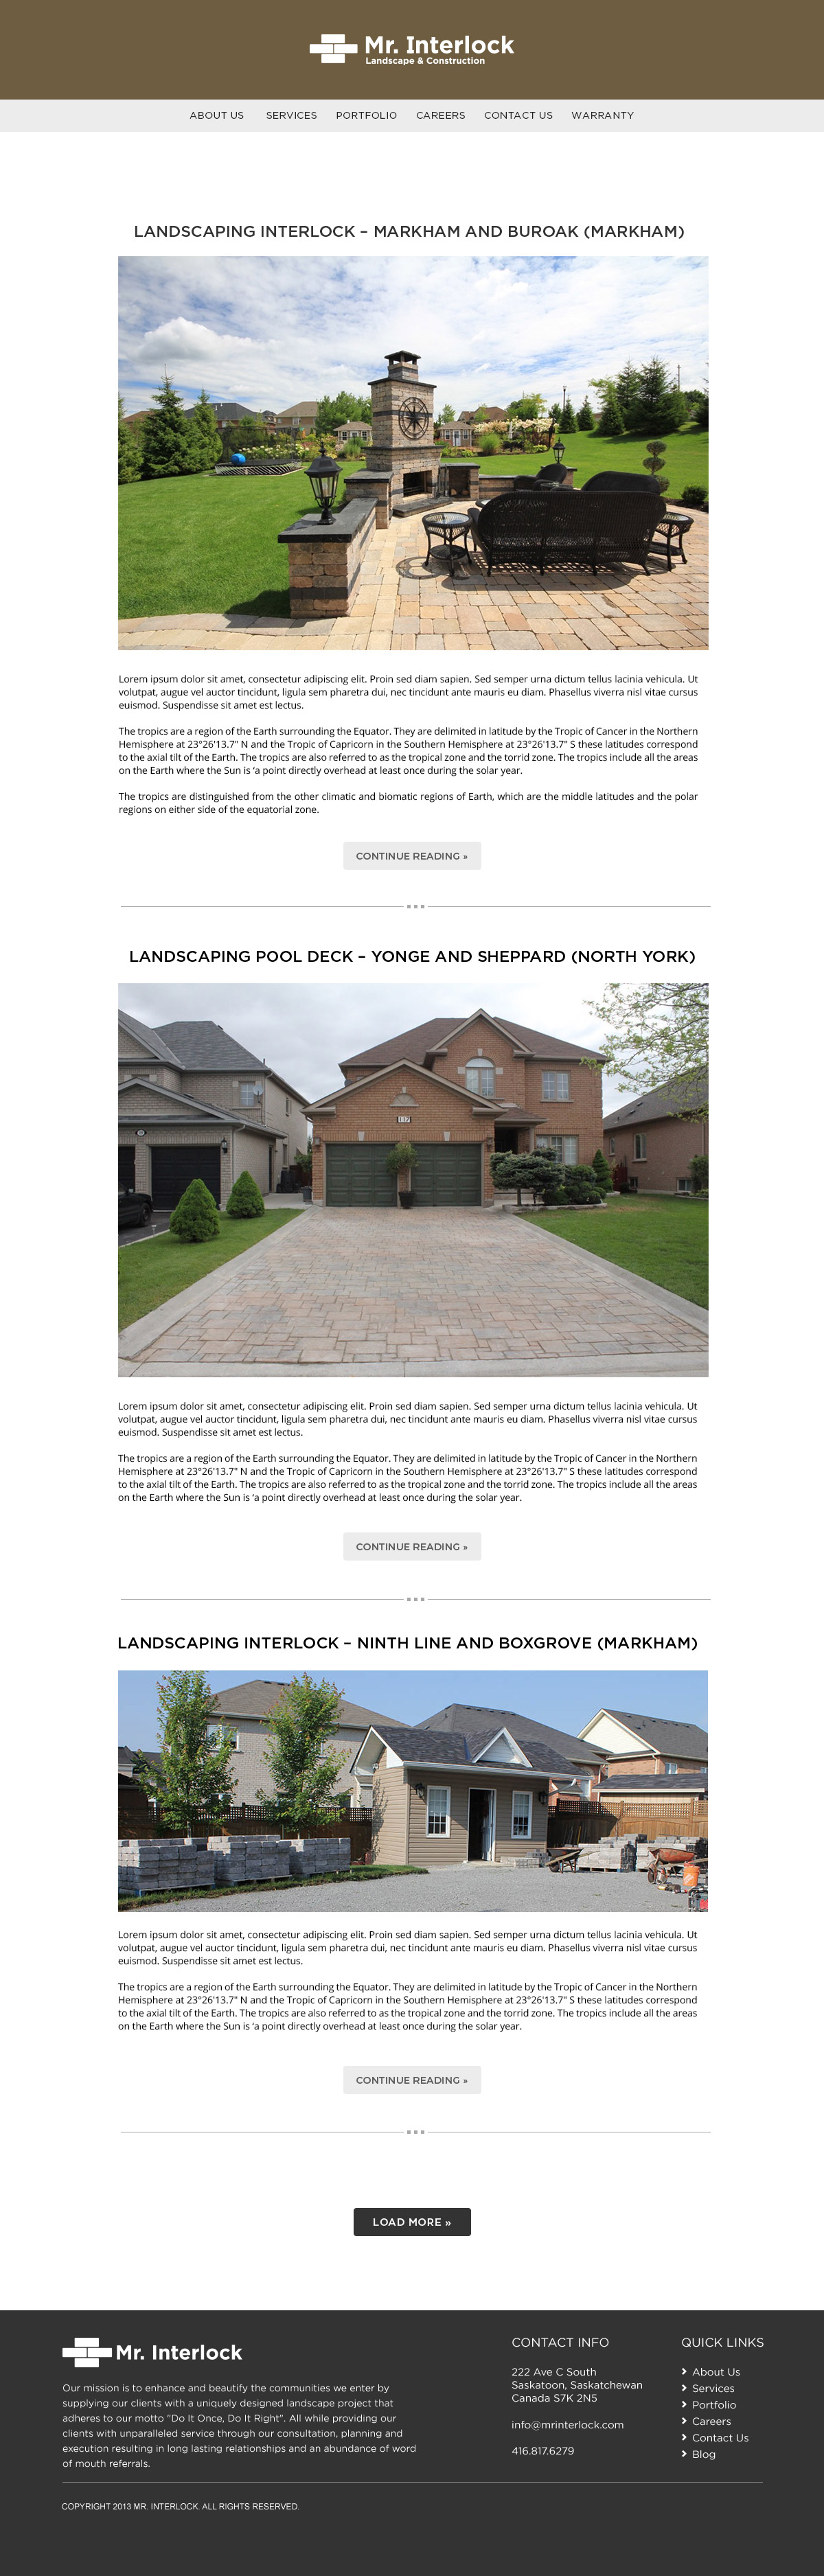 Mr. Interlock
Landscape & Construction
ABOUT US SERVICES PORTFOLIO CAREERS CONTACT US WARRANTY
LANDSCAPING INTERLOCK – MARKHAM AND BUROAK (MARKHAM)
Lorem ipsum dolor sit amet, consectetur adipiscing elit. Proin sed diam sapien. Sed semper urna dictum tellus lacinia vehicula. Ut
volutpat, augue vel auctor tincidunt, ligula sem pharetra dui, nec tincidunt ante mauris eu diam. Phasellus viverra nisl vitae cursus
euismod. Suspendisse sit amet est lectus.
The tropics are a region of the Earth surrounding the Equator. They are delimited in latitude by the Tropic of Cancer in the Northern
Hemisphere at 23°26'13.7" N and the Tropic of Capricorn in the Southern Hemisphere at 23°26'13.7" S these latitudes correspond
to the axial tilt of the Earth. The tropics are also referred to as the tropical zone and the torrid zone. The tropics include all the areas
on the Earth where the Sun is 'a point directly overhead at least once during the solar year.
The tropics are distinguished from the other climatic and biomatic regions of Earth, which are the middle latitudes and the polar
regions on either side of the equatorial zone.
CONTINUE READING »
LANDSCAPING POOL DECK – YONGE AND SHEPPARD (NORTH YORK)
117
Lorem ipsum dolor sit amet, consectetur adipiscing elit. Proin sed diam sapien. Sed semper urna dictum tellus lacinia vehicula. Ut
volutpat, augue vel auctor tincidunt, ligula sem pharetra dui, nec tincidunt ante mauris eu diam. Phasellus viverra nisl vitae cursus
euismod. Suspendisse sit amet est lectus.
The tropics are a region of the Earth surrounding the Equator. They are delimited in latitude by the Tropic of Cancer in the Northern
Hemisphere at 23°26'13.7" N and the Tropic of Capricorn in the Southern Hemisphere at 23°26'13.7" S these latitudes correspond
to the axial tilt of the Earth. The tropics are also referred to as the tropical zone and the torrid zone. The tropics include all the areas
on the Earth where the Sun is 'a point directly overhead at least once during the solar year.
CONTINUE READING »
LANDSCAPING INTERLOCK – NINTH LINE AND BOXGROVE (MARKHAM)
Lorem ipsum dolor sit amet, consectetur adipiscing elit. Proin sed diam sapien. Sed semper urna dictum tellus lacinia vehicula. Ut
volutpat, augue vel auctor tincidunt, ligula sem pharetra dui, nec tincidunt ante mauris eu diam. Phasellus viverra nisl vitae cursus
euismod. Suspendisse sit amet est lectus.
The tropics are a region of the Earth surrounding the Equator. They are delimited in latitude by the Tropic of Cancer in the Northern
Hemisphere at 23°26'13.7" N and the Tropic of Capricorn in the Southern Hemisphere at 23°26'13.7" S these latitudes correspond
to the axial tilt of the Earth. The tropics are also referred to as the tropical zone and the torrid zone. The tropics include all the areas
on the Earth where the Sun is 'a point directly overhead at least once during the solar year.
CONTINUE READING »
LOAD MORE »
Mr. Interlock
Our mission is to enhance and beautify the communities we enter by
supplying our clients with a uniquely designed landscape project that
adheres to our motto "Do It Once, Do It Right". All while providing our
clients with unparalleled service through our consultation, planning and
execution resulting in long lasting relationships and an abundance of word
of mouth referrals.
CONTACT INFO
222 Ave C South
Saskatoon, Saskatchewan
Canada S7K 2N5
info@mrinterlock.com
416.817.6279
QUICK LINKS
About Us
Services
Portfolio
Careers
Contact Us
Blog
COPYRIGHT 2013 MR. INTERLOCK. ALL RIGHTS RESERVED.